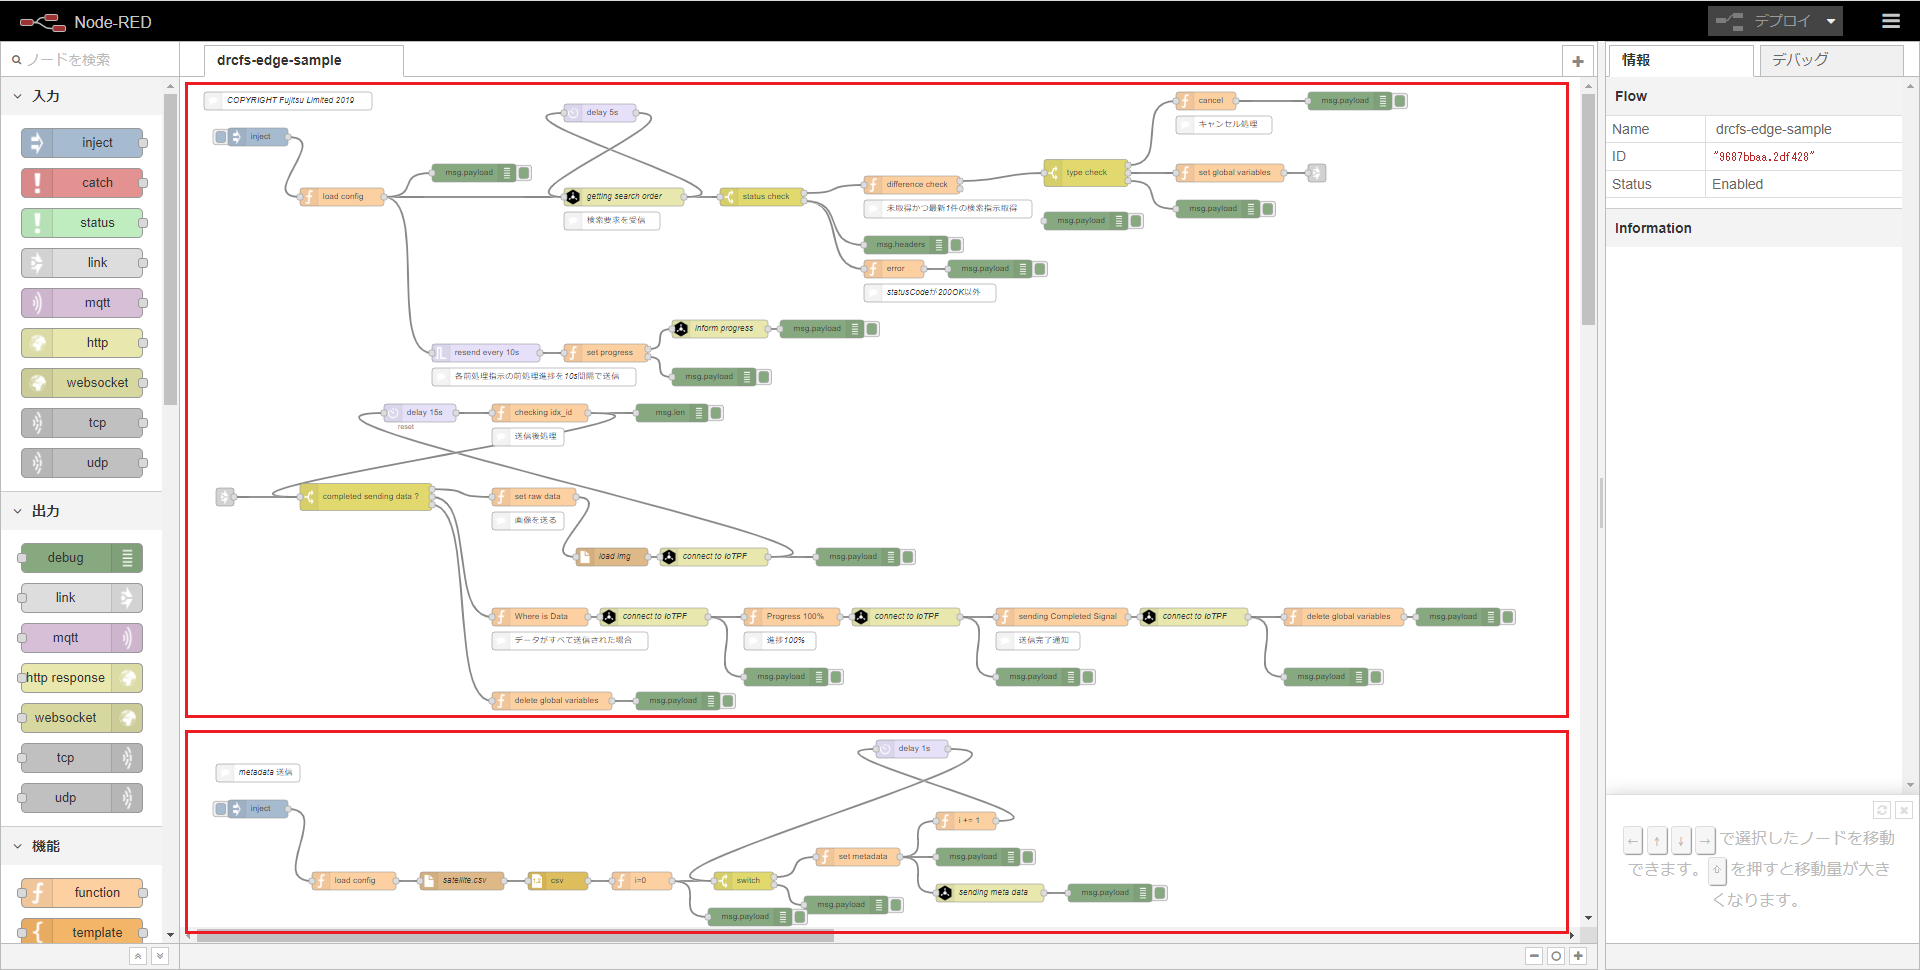 Node-RED
デプロイ
ノードを検索
drcfs-edge-sample
情報
デバッグ
入力
inject
catch
status
link
mqtt
http
websocket
tcp
udp
出力
debug
link
mqtt
http response
websocket
tcp
udp
機能
function
template
COPYRIGHT Fujitsu Limited 2019
inject
delay 5s
cancel
msg.payload
キャンセル処理
load config
msg.payload
getting search order
検索要求を受信
status check
difference check
未取得かつ最新1件の検索指示取得
type check
set global variables
msg.payload
msg.payload
msg.headers
error
msg.payload
statusCodeが200OK以外
inform progress
msg.payload
resend every 10s
set progress
各前処理指示の前処理進捗を10s間隔で送信
msg.payload
delay 15s
reset
checking idx_id
msg.len
送信後処理
completed sending data ?
set raw data
画像を送る
load img
connect to IoTPF
msg.payload
Where is Data
connect to IoTPF
Progress 100%
connect to IoTPF
sending Completed Signal
connect to IoTPF
delete global variables
msg.payload
データがすべて送信された場合
進捗100%
送信完了通知
msg.payload
msg.payload
msg.payload
delete global variables
msg.payload
delay 1s
metadata 送信
inject
i += 1
set metadata
msg.payload
load config
satellite.csv
csv
i=0
switch
sending meta data
msg.payload
msg.payload
msg.payload
Flow
Name drcfs-edge-sample
ID "9687bbaa.2df428"
Status Enabled
Information
← ↑ ↓ → で選択したノードを移動
できます。 ⇧ を押すと移動量が大き
くなります。